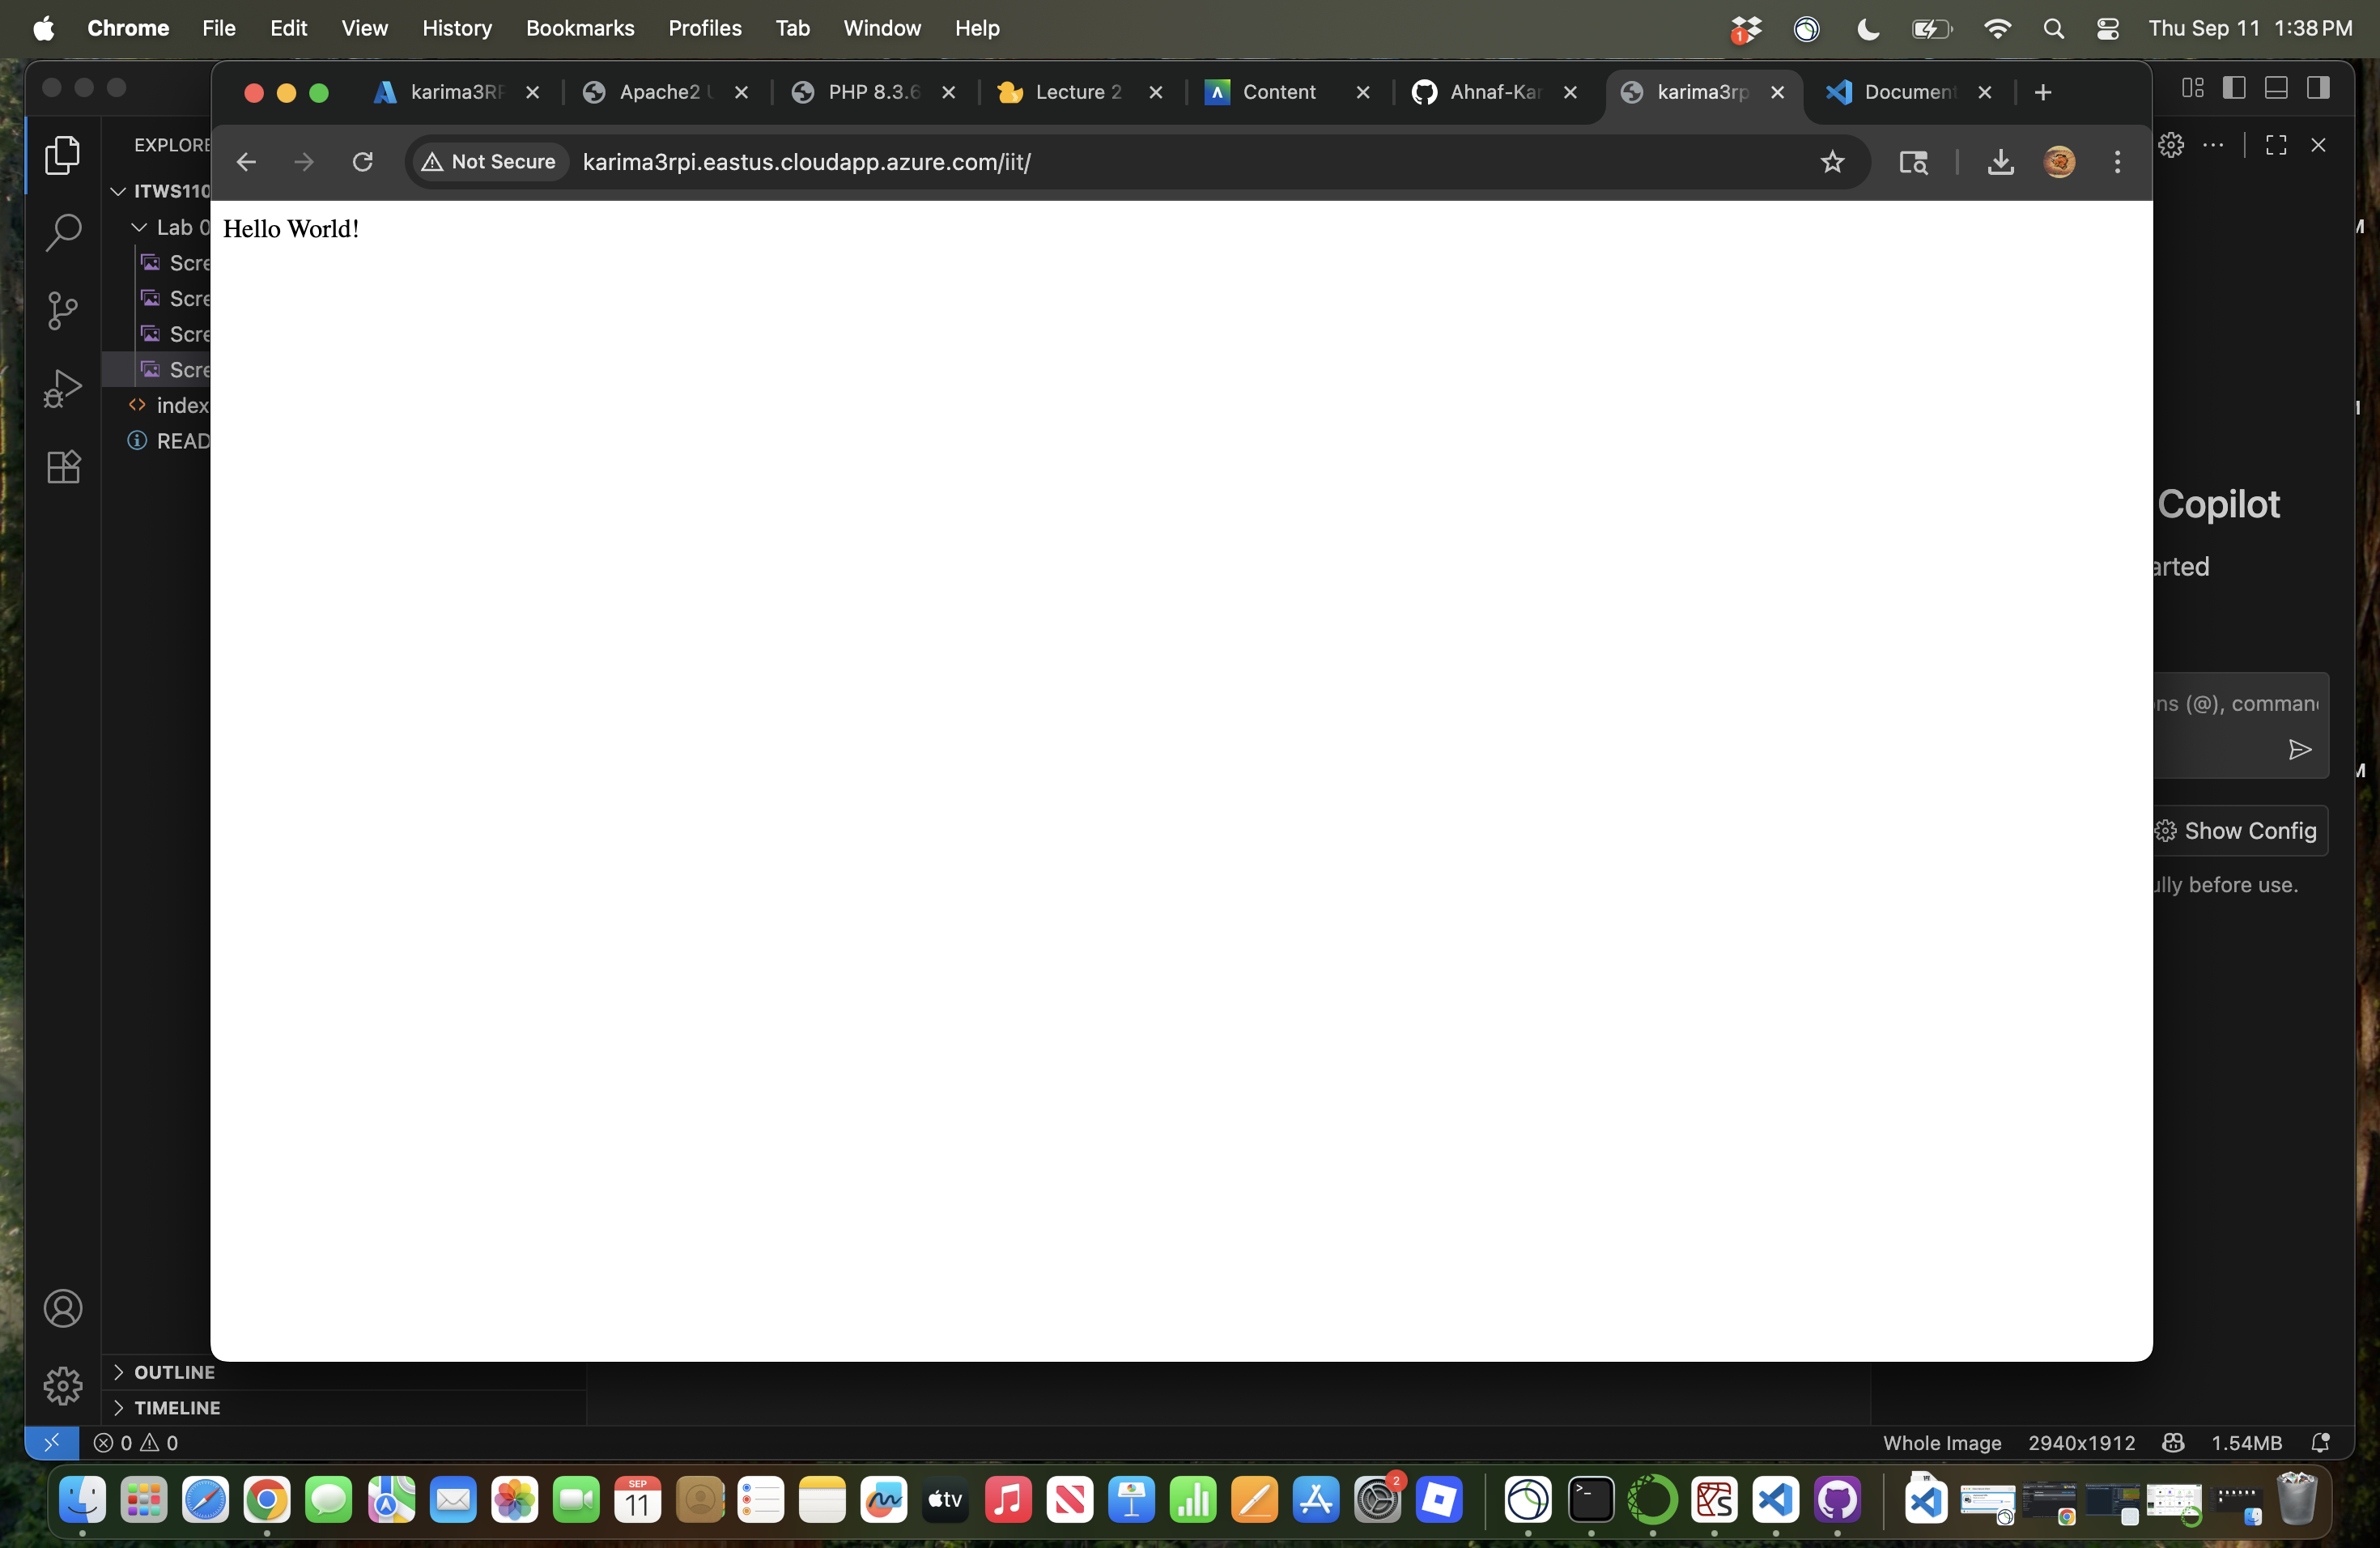 Chrome File Edit View History Bookmarks Profiles Tab Window Help 1 Thu Sep 11 1:38 PM
karima3RP Apache2 PHP 8.3.6 Lecture 2 Content Ahnaf-Kar karima3rp Document
Not Secure karima3rpi.eastus.cloudapp.azure.com/iit/
Hello World!
EXPLORE
ITWS110
Lab 0
Scre
Scre
Scre
Scre
index
READ
Copilot
arted
ns (@), comman
Show Config
ully before use.
OUTLINE
TIMELINE
0 0 Whole Image 2940x1912 1.54MB
SEP
11
tv
2